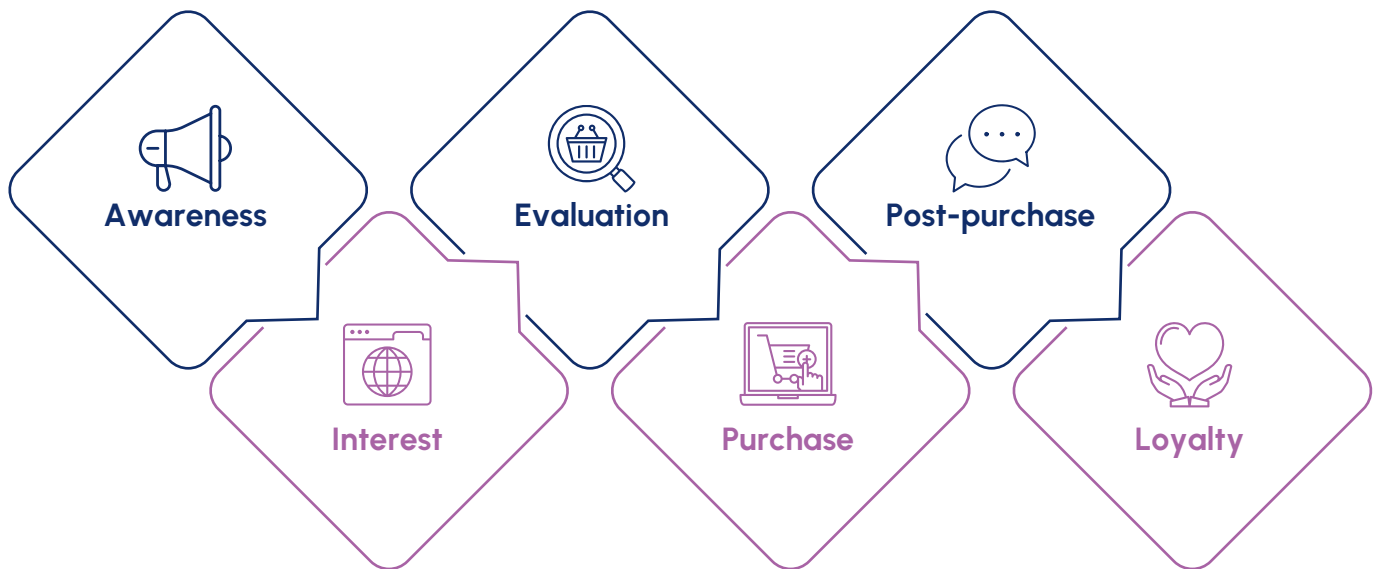 Awareness
Interest
Evaluation
Purchase
Post-purchase
Loyalty